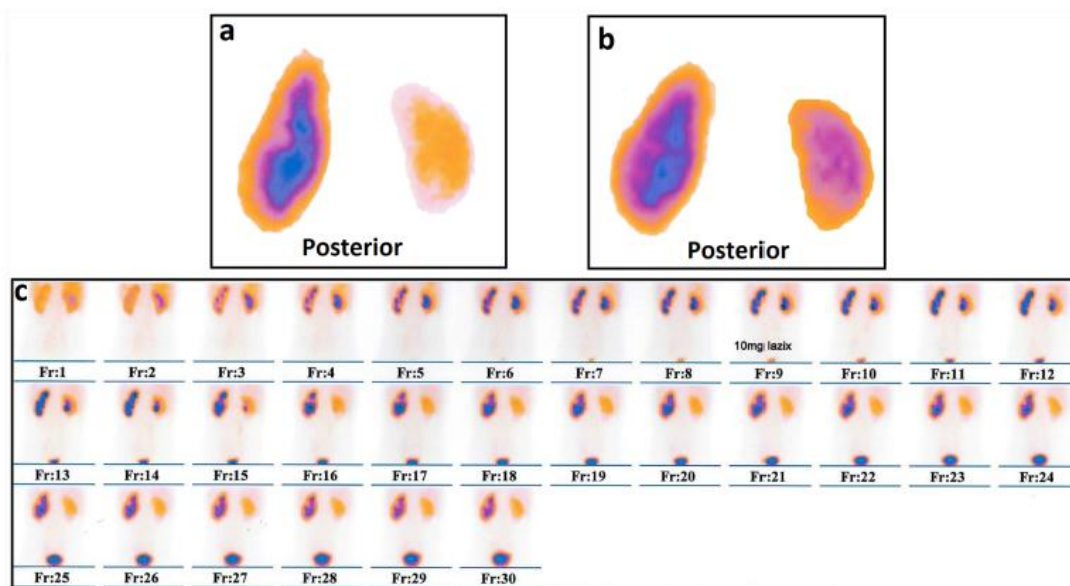 a
b
Posterior
Posterior
c
10mg lazix
Fr:1 Fr:2 Fr:3 Fr:4 Fr:5 Fr:6 Fr:7 Fr:8 Fr:9 Fr:10 Fr:11 Fr:12
Fr:13 Fr:14 Fr:15 Fr:16 Fr:17 Fr:18 Fr:19 Fr:20 Fr:21 Fr:22 Fr:23 Fr:24
Fr:25 Fr:26 Fr:27 Fr:28 Fr:29 Fr:30